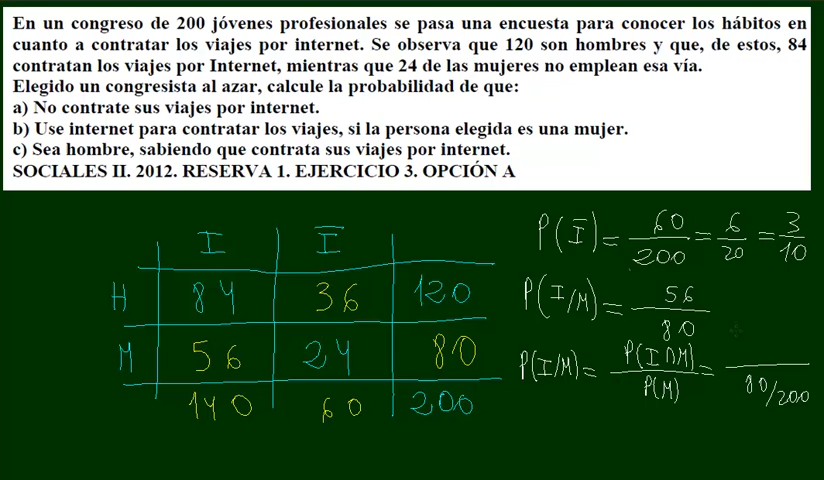 En un congreso de 200 jóvenes profesionales se pasa una encuesta para conocer los hábitos en
cuanto a contratar los viajes por internet. Se observa que 120 son hombres y que, de estos, 84
contratan los viajes por Internet, mientras que 24 de las mujeres no emplean esa vía.
Elegido un congresista al azar, calcule la probabilidad de que:
a) No contrate sus viajes por internet.
b) Use internet para contratar los viajes, si la persona elegida es una mujer.
c) Sea hombre, sabiendo que contrata sus viajes por internet.
SOCIALES II. 2012. RESERVA 1. EJERCICIO 3. OPCIÓN A
I Ī
H 84 36 120
M 56 24 80
140 60 200
P(Ī) = 60/200 = 6/20 = 3/10
P(I/M) = 56/80
P(I/M) = P(I∩M)/P(M) = 80/200